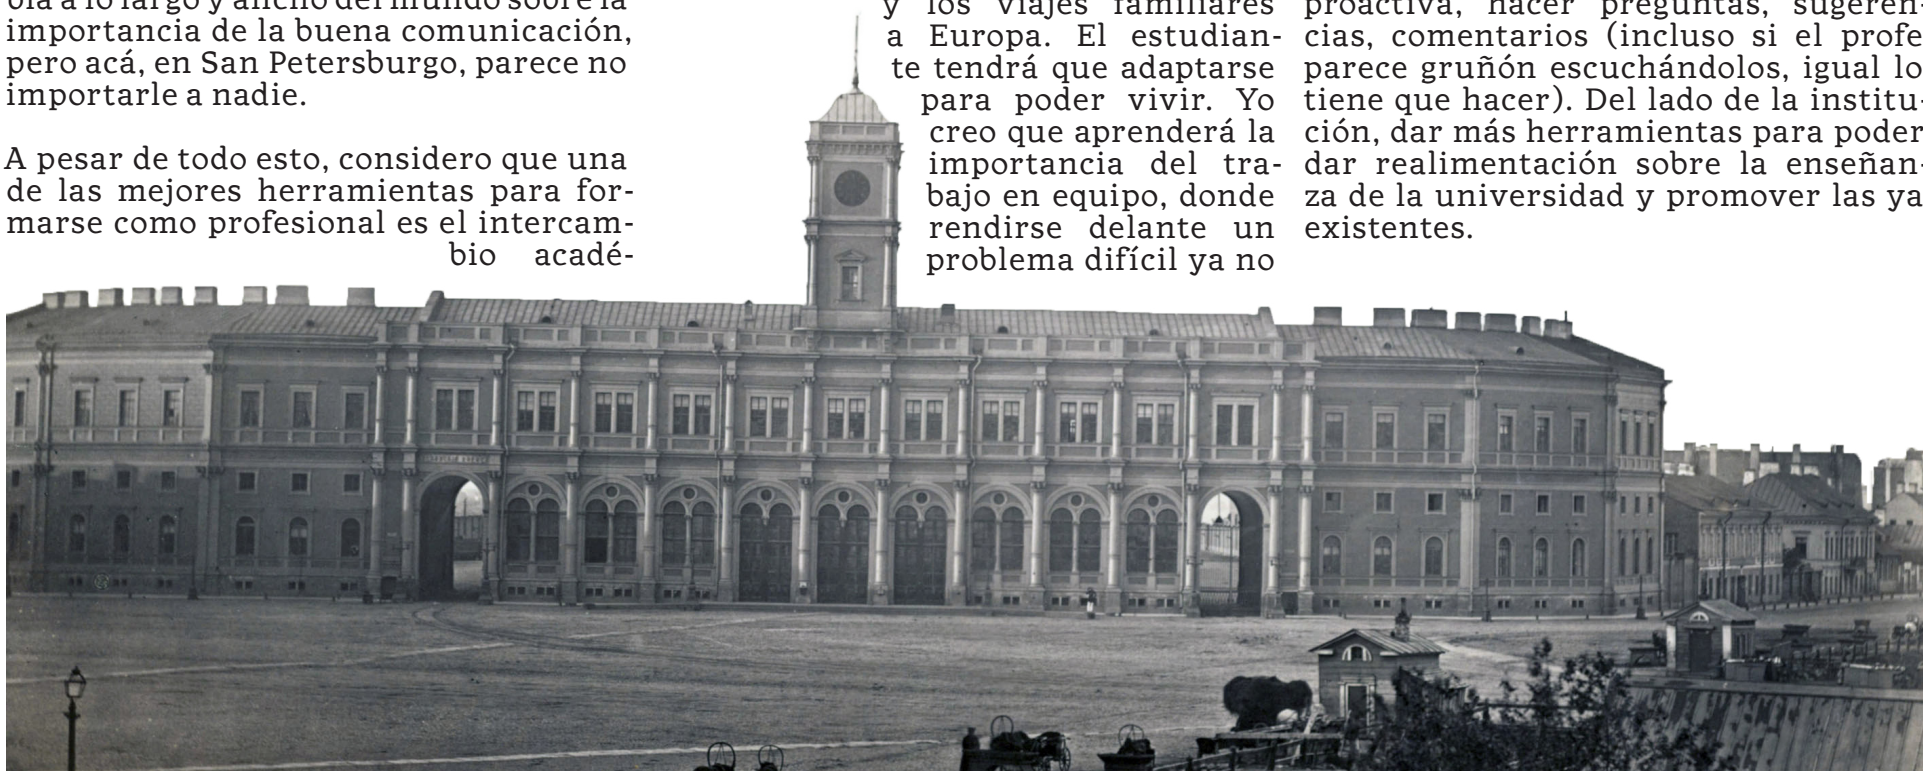 bla a lo largo y ancho del mundo sobre la
importancia de la buena comunicación,
pero acá, en San Petersburgo, parece no
importarle a nadie.
A pesar de todo esto, considero que una
de las mejores herramientas para for-
marse como profesional es el intercam-
bio acadé-
y los viajes familiares
a Europa. El estudian-
te tendrá que adaptarse
para poder vivir. Yo
creo que aprenderá la
importancia del tra-
bajo en equipo, donde
rendirse delante un
problema difícil ya no
proactiva, hacer preguntas, sugeren-
cias, comentarios (incluso si el profe
parece gruñón escuchándolos, igual lo
tiene que hacer). Del lado de la institu-
ción, dar más herramientas para poder
dar realimentación sobre la enseñan-
za de la universidad y promover las ya
existentes.